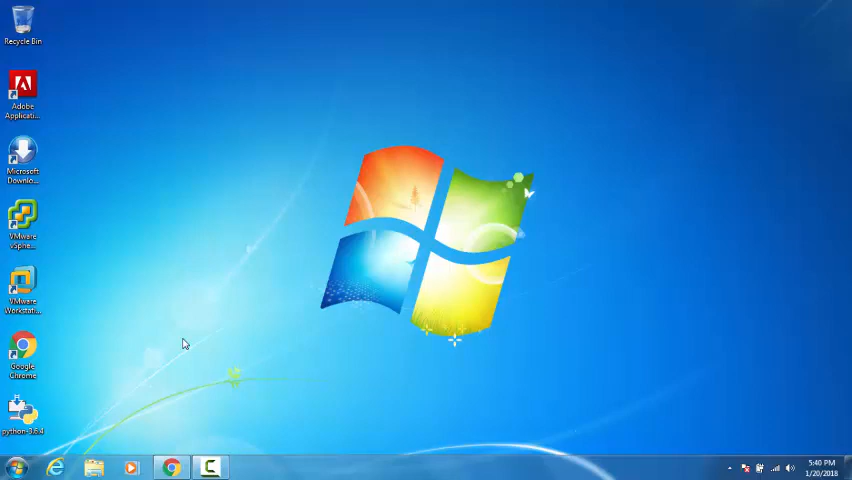 Recycle Bin
Adobe
Applicati...
Microsoft
Downlo...
VMware
vSphe...
VMware
Workstati...
Google
Chrome
python-3.6.4
5:40 PM
1/20/2018